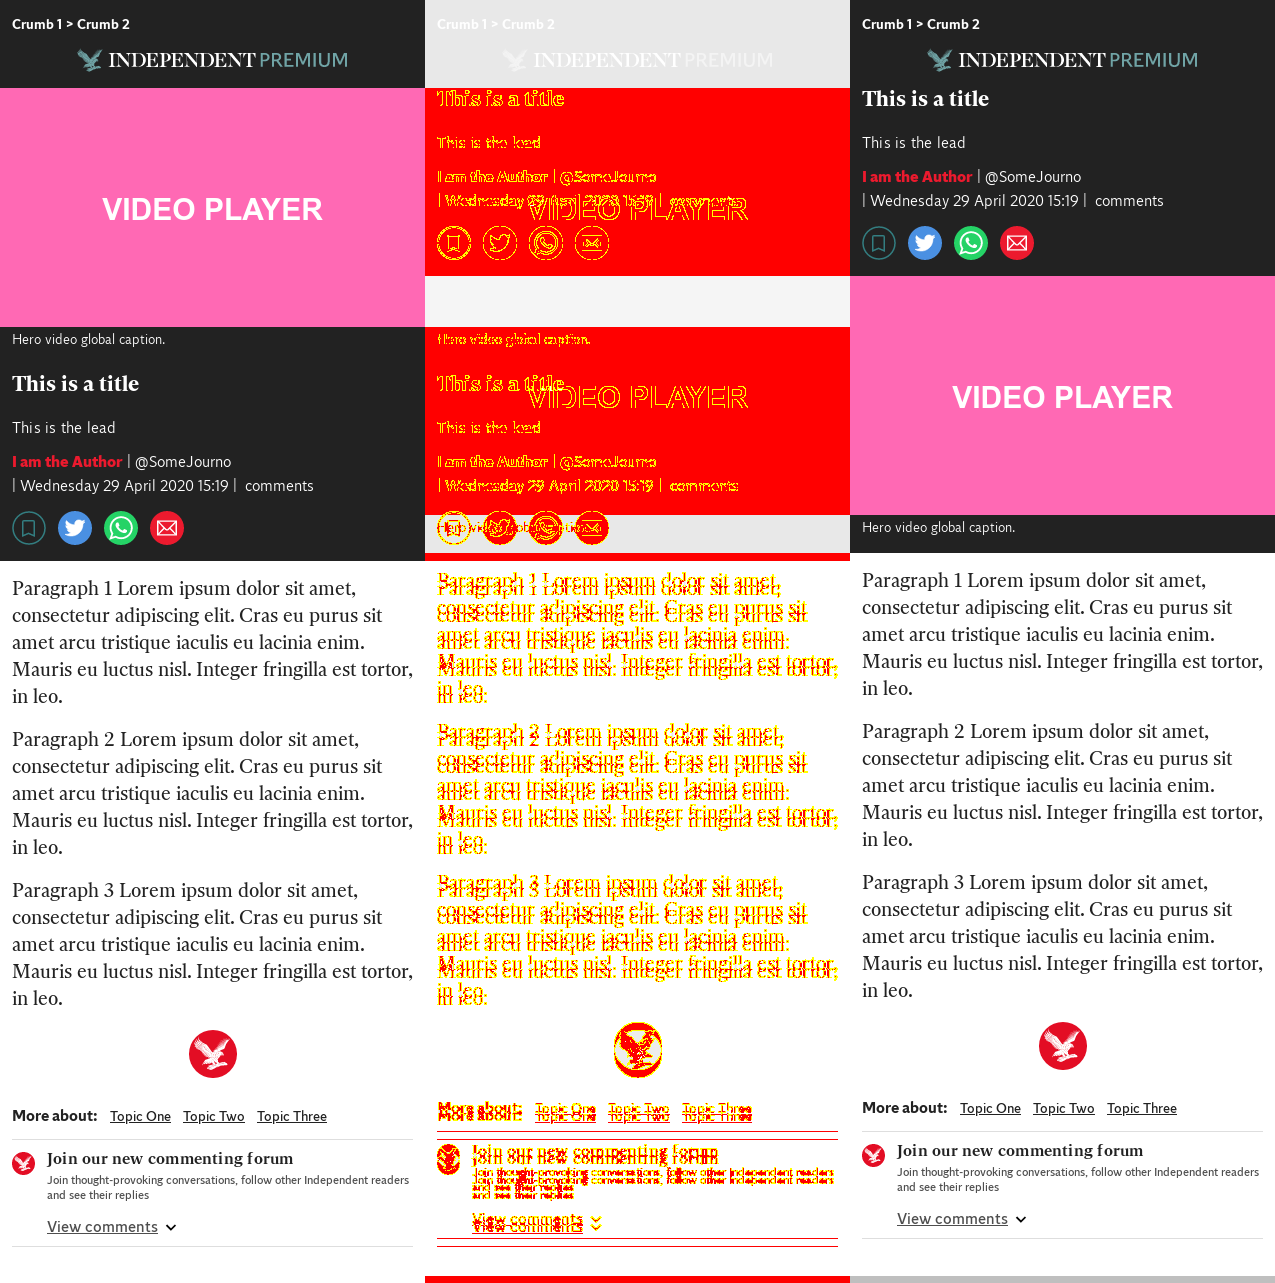 Crumb 1 > Crumb 2
INDEPENDENT PREMIUM
VIDEO PLAYER
Hero video global caption.
This is a title
This is the lead
I am the Author | @SomeJourno
| Wednesday 29 April 2020 15:19 | comments
Paragraph 1 Lorem ipsum dolor sit amet,
consectetur adipiscing elit. Cras eu purus sit
amet arcu tristique iaculis eu lacinia enim.
Mauris eu luctus nisl. Integer fringilla est tortor,
in leo.
Paragraph 2 Lorem ipsum dolor sit amet,
consectetur adipiscing elit. Cras eu purus sit
amet arcu tristique iaculis eu lacinia enim.
Mauris eu luctus nisl. Integer fringilla est tortor,
in leo.
Paragraph 3 Lorem ipsum dolor sit amet,
consectetur adipiscing elit. Cras eu purus sit
amet arcu tristique iaculis eu lacinia enim.
Mauris eu luctus nisl. Integer fringilla est tortor,
in leo.
More about: Topic One Topic Two Topic Three
Join our new commenting forum
Join thought-provoking conversations, follow other Independent readers
and see their replies
View comments
Crumb 1 > Crumb 2
INDEPENDENT PREMIUM
This is a title
This is the lead
I am the Author | @SomeJourno
| Wednesday 29 April 2020 15:19 | comments
VIDEO PLAYER
Hero video global caption.
This is a title
VIDEO PLAYER
This is the lead
I am the Author | @SomeJourno
| Wednesday 29 April 2020 15:19 | comments
Hero video global caption.
Paragraph 1 Lorem ipsum dolor sit amet,
consectetur adipiscing elit. Cras eu purus sit
amet arcu tristique iaculis eu lacinia enim.
Mauris eu luctus nisl. Integer fringilla est tortor,
in leo.
Paragraph 2 Lorem ipsum dolor sit amet,
consectetur adipiscing elit. Cras eu purus sit
amet arcu tristique iaculis eu lacinia enim.
Mauris eu luctus nisl. Integer fringilla est tortor,
in leo.
Paragraph 3 Lorem ipsum dolor sit amet,
consectetur adipiscing elit. Cras eu purus sit
amet arcu tristique iaculis eu lacinia enim.
Mauris eu luctus nisl. Integer fringilla est tortor,
in leo.
More about: Topic One Topic Two Topic Three
Join our new commenting forum
Join thought-provoking conversations, follow other Independent readers
and see their replies
View comments
Crumb 1 > Crumb 2
INDEPENDENT PREMIUM
This is a title
This is the lead
I am the Author | @SomeJourno
| Wednesday 29 April 2020 15:19 | comments
VIDEO PLAYER
Hero video global caption.
Paragraph 1 Lorem ipsum dolor sit amet,
consectetur adipiscing elit. Cras eu purus sit
amet arcu tristique iaculis eu lacinia enim.
Mauris eu luctus nisl. Integer fringilla est tortor,
in leo.
Paragraph 2 Lorem ipsum dolor sit amet,
consectetur adipiscing elit. Cras eu purus sit
amet arcu tristique iaculis eu lacinia enim.
Mauris eu luctus nisl. Integer fringilla est tortor,
in leo.
Paragraph 3 Lorem ipsum dolor sit amet,
consectetur adipiscing elit. Cras eu purus sit
amet arcu tristique iaculis eu lacinia enim.
Mauris eu luctus nisl. Integer fringilla est tortor,
in leo.
More about: Topic One Topic Two Topic Three
Join our new commenting forum
Join thought-provoking conversations, follow other Independent readers
and see their replies
View comments